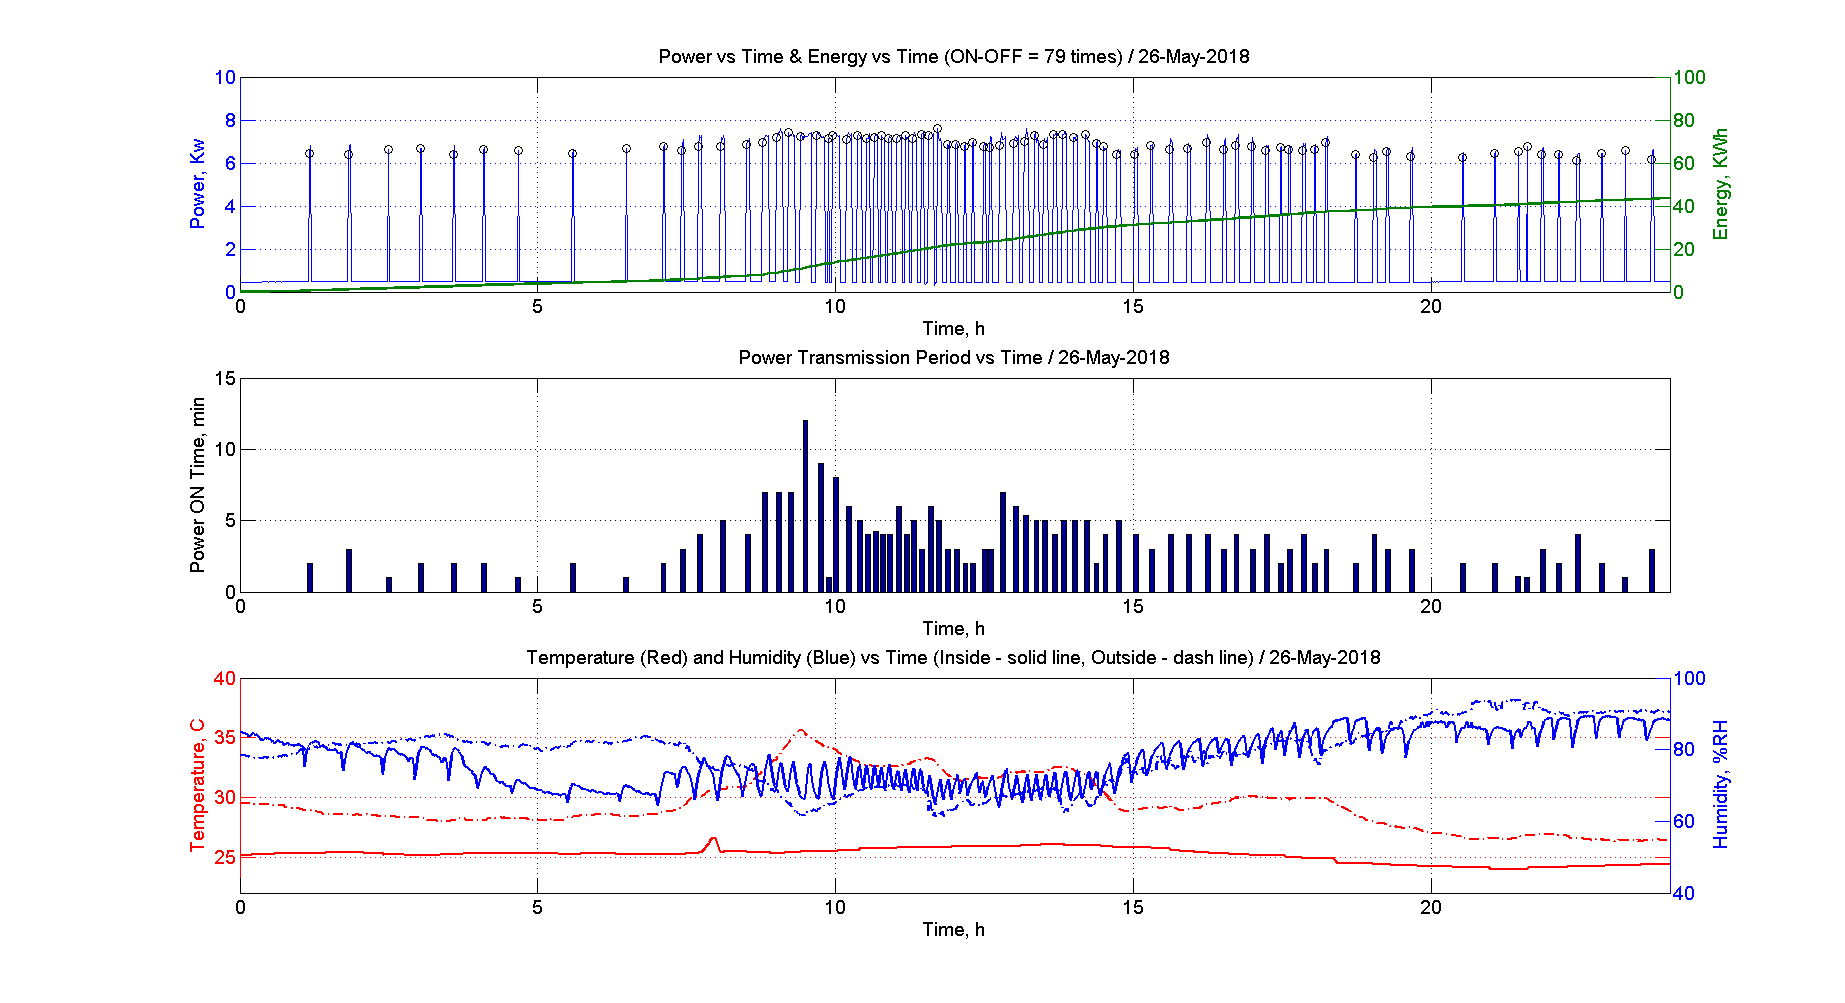 Power vs Time & Energy vs Time (ON-OFF = 79 times) / 26-May-2018
10
8
6
4
2
0
Power, Kw
100
80
60
40
20
0
Energy, KWh
0 5 10 15 20
Time, h
Power Transmission Period vs Time / 26-May-2018
15
10
5
0
Power ON Time, min
0 5 10 15 20
Time, h
Temperature (Red) and Humidity (Blue) vs Time (Inside - solid line, Outside - dash line) / 26-May-2018
40
35
30
25
Temperature, C
100
80
60
40
Humidity, %RH
0 5 10 15 20
Time, h